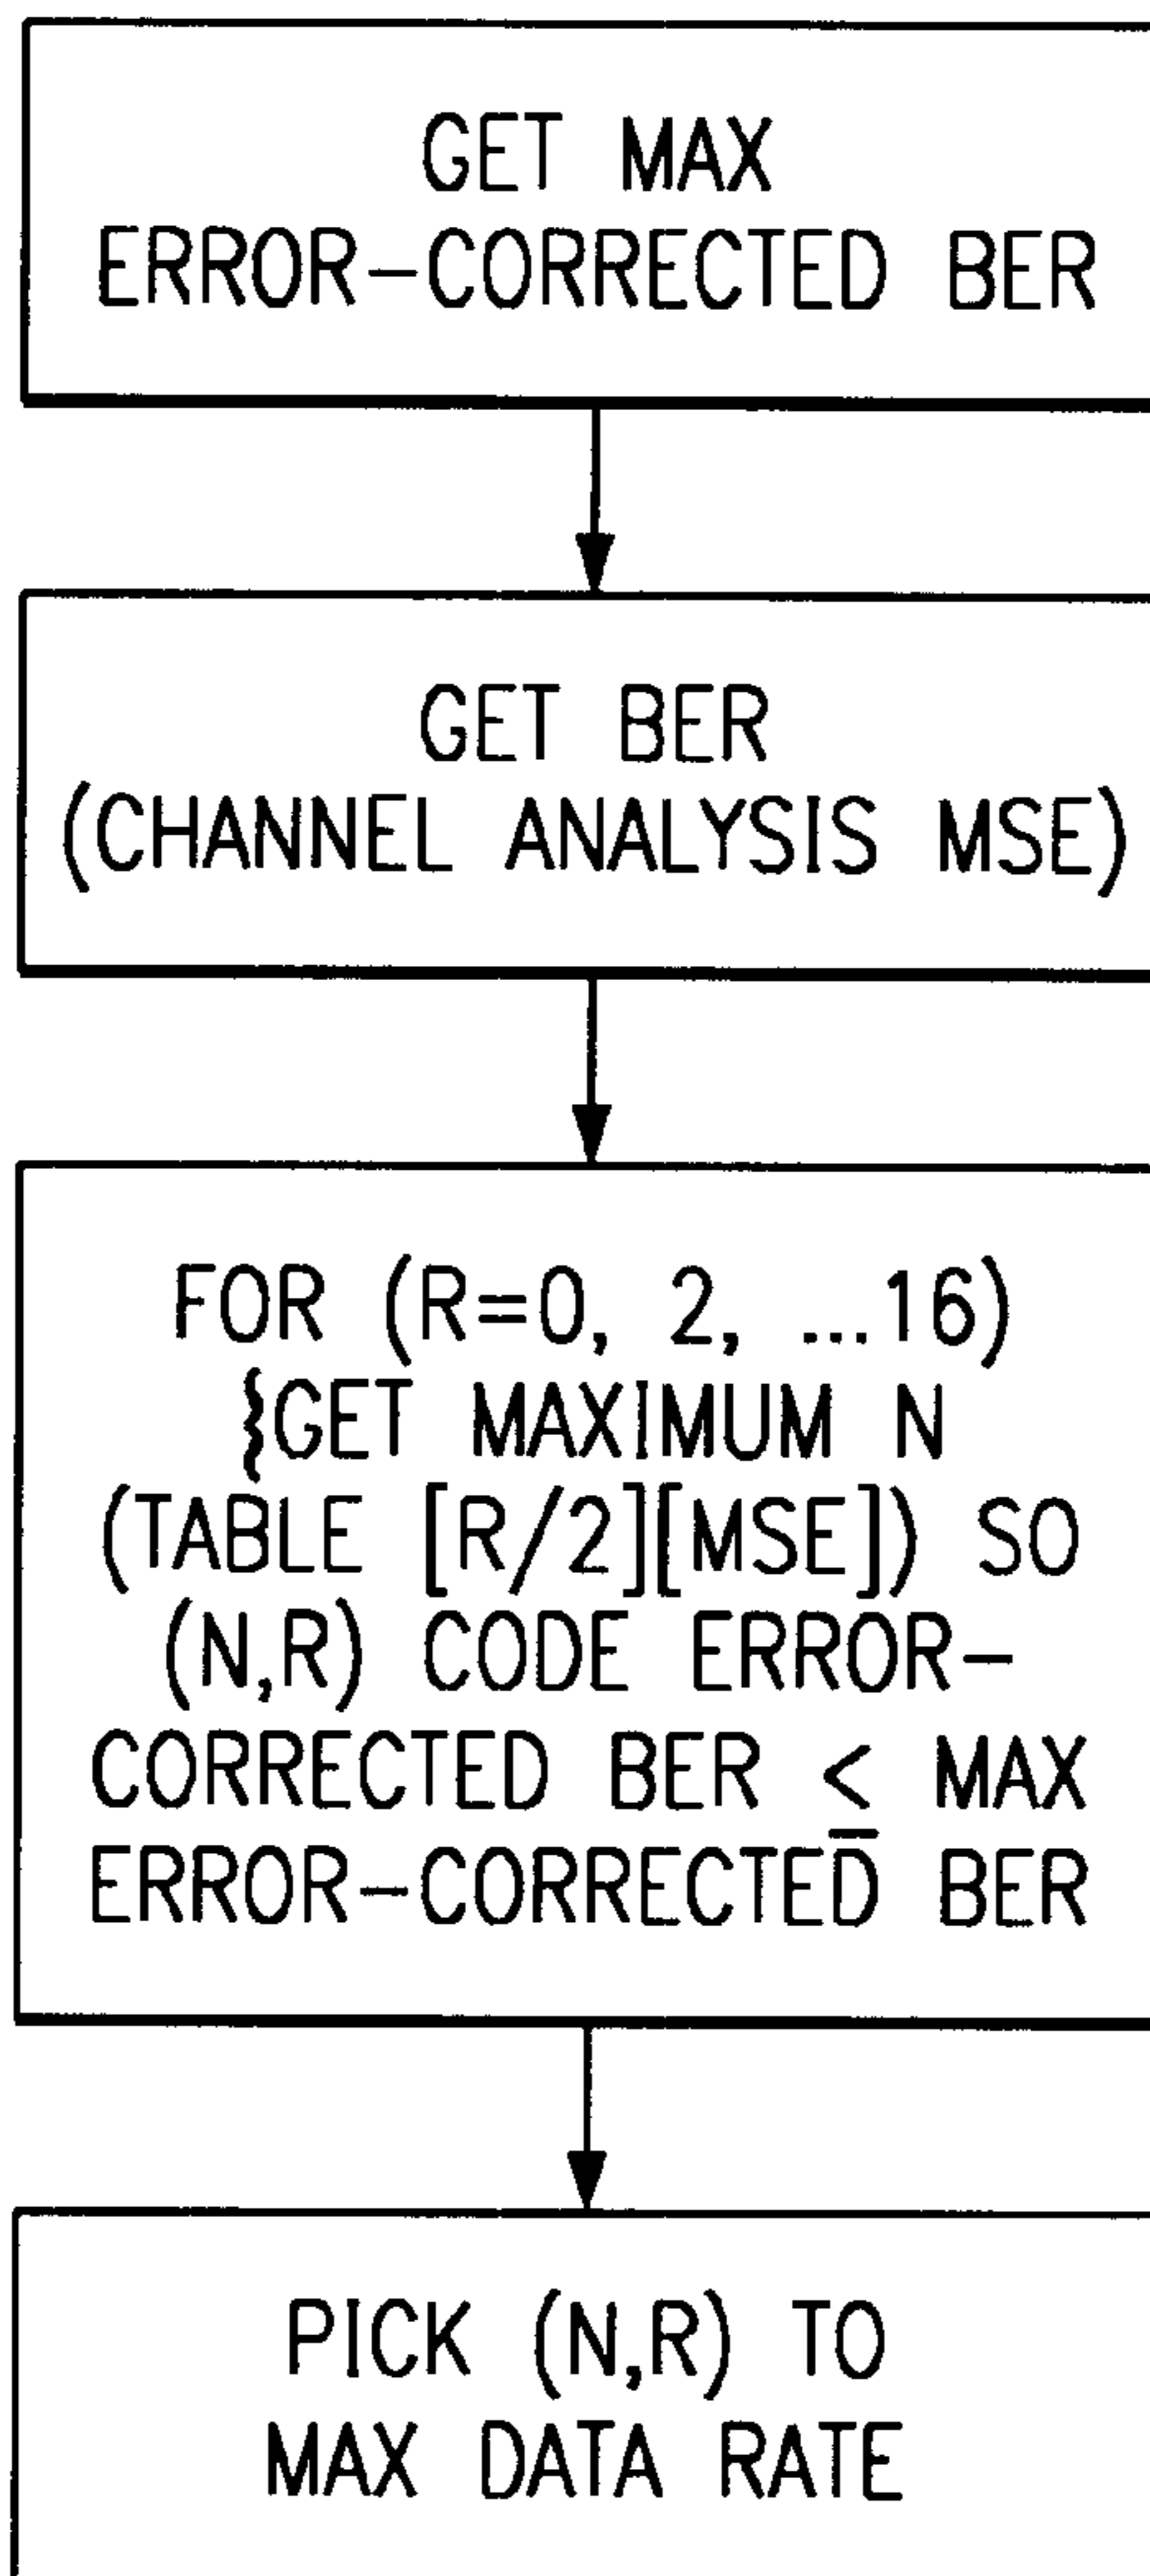 GET MAX
ERROR-CORRECTED BER
GET BER
(CHANNEL ANALYSIS MSE)
FOR (R=0, 2, ...16)
{GET MAXIMUM N
(TABLE [R/2][MSE]) SO
(N,R) CODE ERROR-
CORRECTED BER ≤ MAX
ERROR-CORRECTED BER
PICK (N,R) TO
MAX DATA RATE